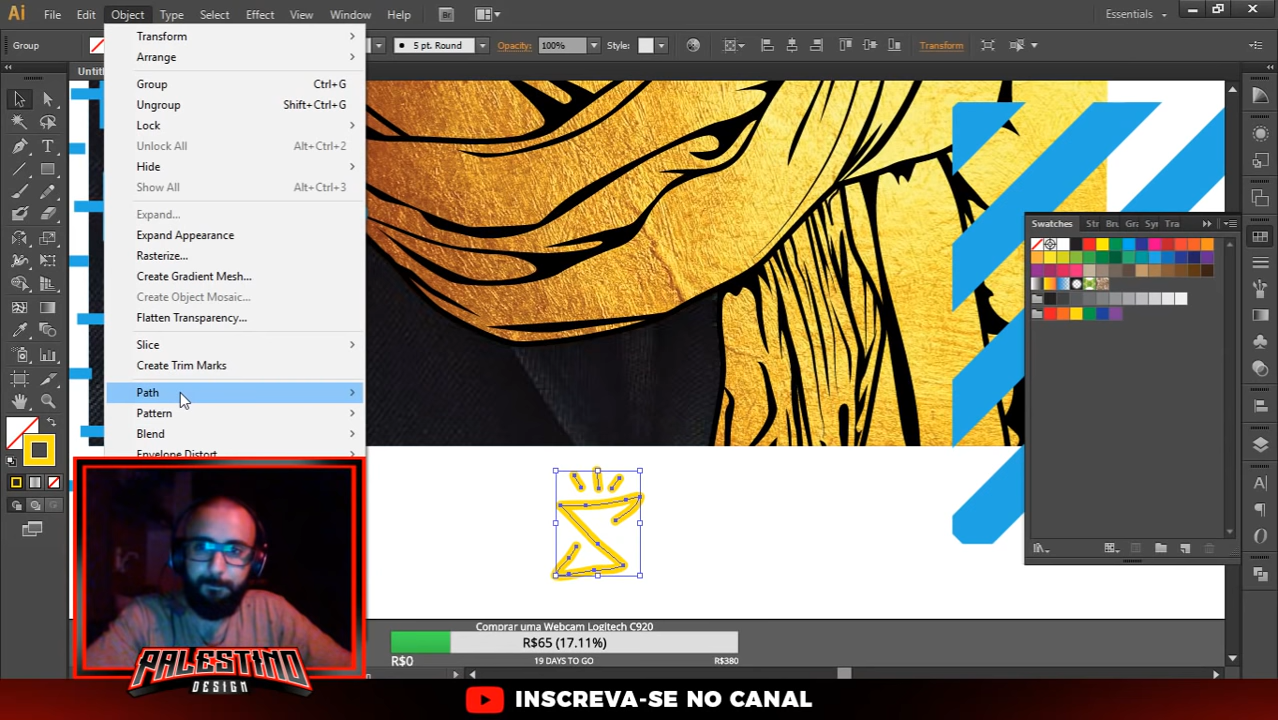 Ai File Edit Object Type Select Effect View Window Help Br Essentials
Group 5 pt. Round Opacity: 100% Style: Transform
Transform
Arrange
Group Ctrl+G
Ungroup Shift+Ctrl+G
Lock
Unlock All Alt+Ctrl+2
Hide
Show All Alt+Ctrl+3
Expand...
Expand Appearance
Rasterize...
Create Gradient Mesh...
Create Object Mosaic...
Flatten Transparency...
Slice
Create Trim Marks
Path
Pattern
Blend
Envelope Distort
Swatches Str Bru Gra Syr Tra
Comprar uma Webcam Logitech C920
R$65 (17.11%)
R$0 19 DAYS TO GO R$380
PALESTINO
DESIGN
INSCREVA-SE NO CANAL